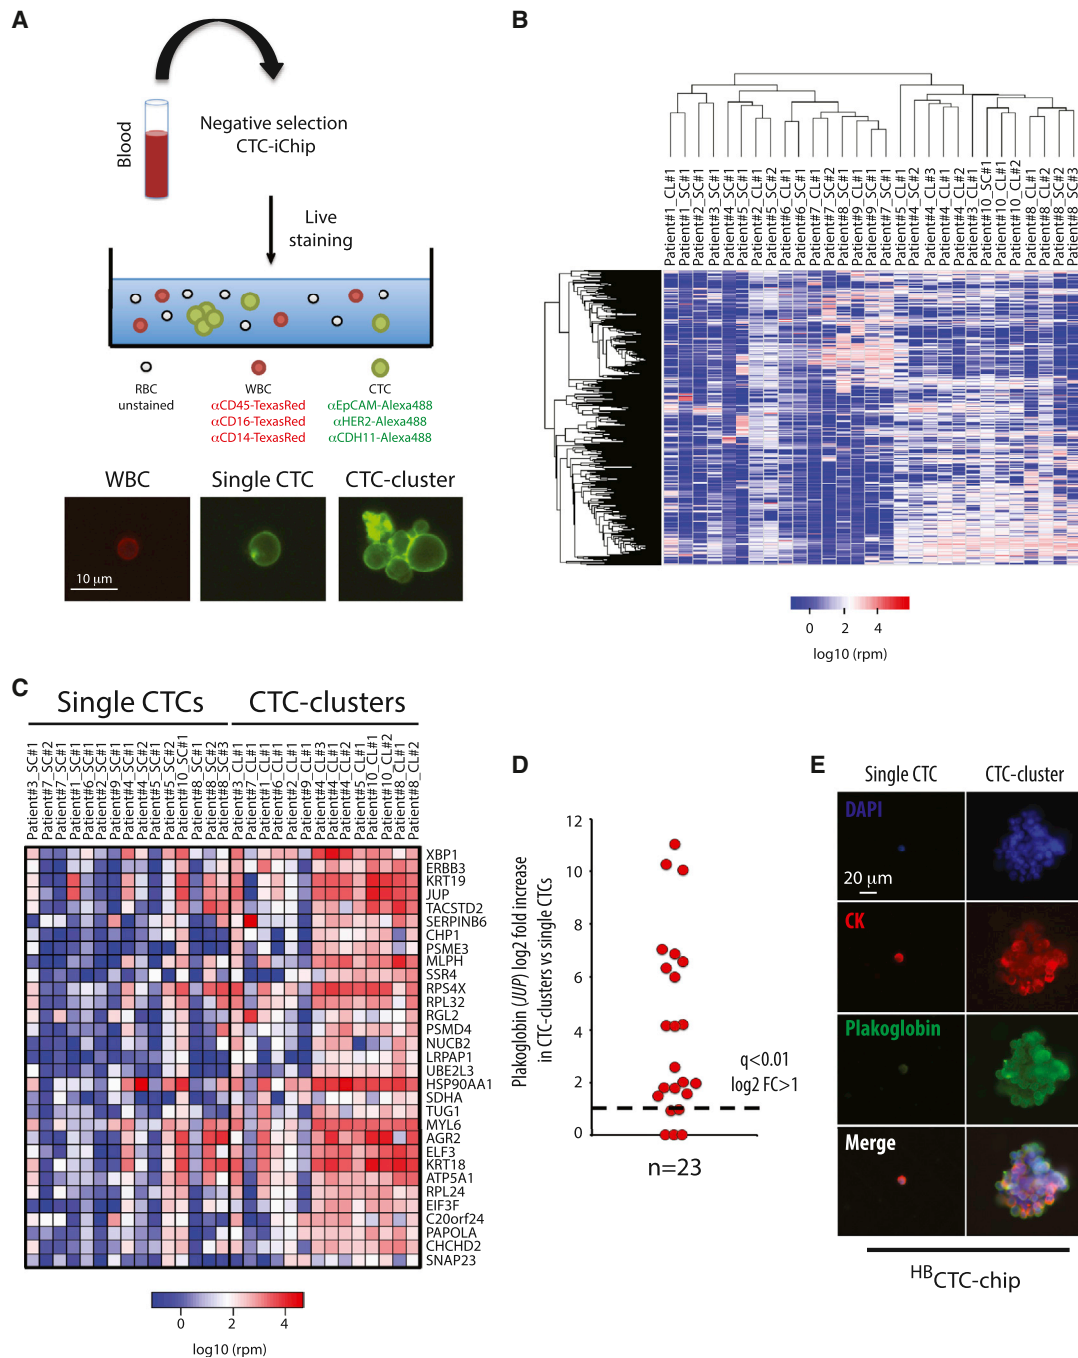 A
Blood
Negative selection
CTC-iChip
Live
staining
RBC
unstained
WBC
αCD45-TexasRed
αCD16-TexasRed
αCD14-TexasRed
CTC
αEpCAM-Alexa488
αHER2-Alexa488
αCDH11-Alexa488
WBC
Single CTC
CTC-cluster
10 μm
B
Patient#1_CL#1
Patient#1_SC#1
Patient#2_SC#1
Patient#3_SC#1
Patient#4_SC#1
Patient#5_SC#1
Patient#2_CL#1
Patient#5_SC#2
Patient#6_CL#1
Patient#6_SC#1
Patient#7_CL#1
Patient#7_SC#2
Patient#8_SC#1
Patient#9_CL#1
Patient#9_SC#1
Patient#7_SC#1
Patient#5_CL#1
Patient#4_SC#2
Patient#4_CL#3
Patient#4_CL#1
Patient#4_CL#2
Patient#3_CL#1
Patient#10_SC#1
Patient#10_CL#1
Patient#10_CL#2
Patient#8_CL#1
Patient#8_CL#2
Patient#8_SC#2
Patient#8_SC#3
0 2 4
log10 (rpm)
C
Single CTCs
CTC-clusters
Patient#3_SC#1
Patient#7_SC#2
Patient#7_SC#1
Patient#1_SC#1
Patient#6_SC#1
Patient#2_SC#1
Patient#9_SC#1
Patient#4_SC#1
Patient#4_SC#2
Patient#5_SC#1
Patient#5_SC#2
Patient#10_SC#1
Patient#8_SC#1
Patient#8_SC#2
Patient#8_SC#3
Patient#3_CL#1
Patient#7_CL#1
Patient#1_CL#1
Patient#6_CL#1
Patient#2_CL#1
Patient#9_CL#1
Patient#4_CL#3
Patient#4_CL#1
Patient#4_CL#2
Patient#5_CL#1
Patient#10_CL#1
Patient#10_CL#2
Patient#8_CL#1
Patient#8_CL#2
XBP1
ERBB3
KRT19
JUP
TACSTD2
SERPINB6
CHP1
PSME3
MLPH
SSR4
RPS4X
RPL32
RGL2
PSMD4
NUCB2
LRPAP1
UBE2L3
HSP90AA1
SDHA
TUG1
MYL6
AGR2
ELF3
KRT18
ATP5A1
RPL24
EIF3F
C20orf24
PAPOLA
CHCHD2
SNAP23
0 2 4
log10 (rpm)
D
Plakoglobin (JUP) log2 fold increase
in CTC-clusters vs single CTCs
12
10
8
6
4
2
0
q<0.01
log2 FC>1
n=23
E
Single CTC
CTC-cluster
DAPI
20 μm
CK
Plakoglobin
Merge
HBCTC-chip